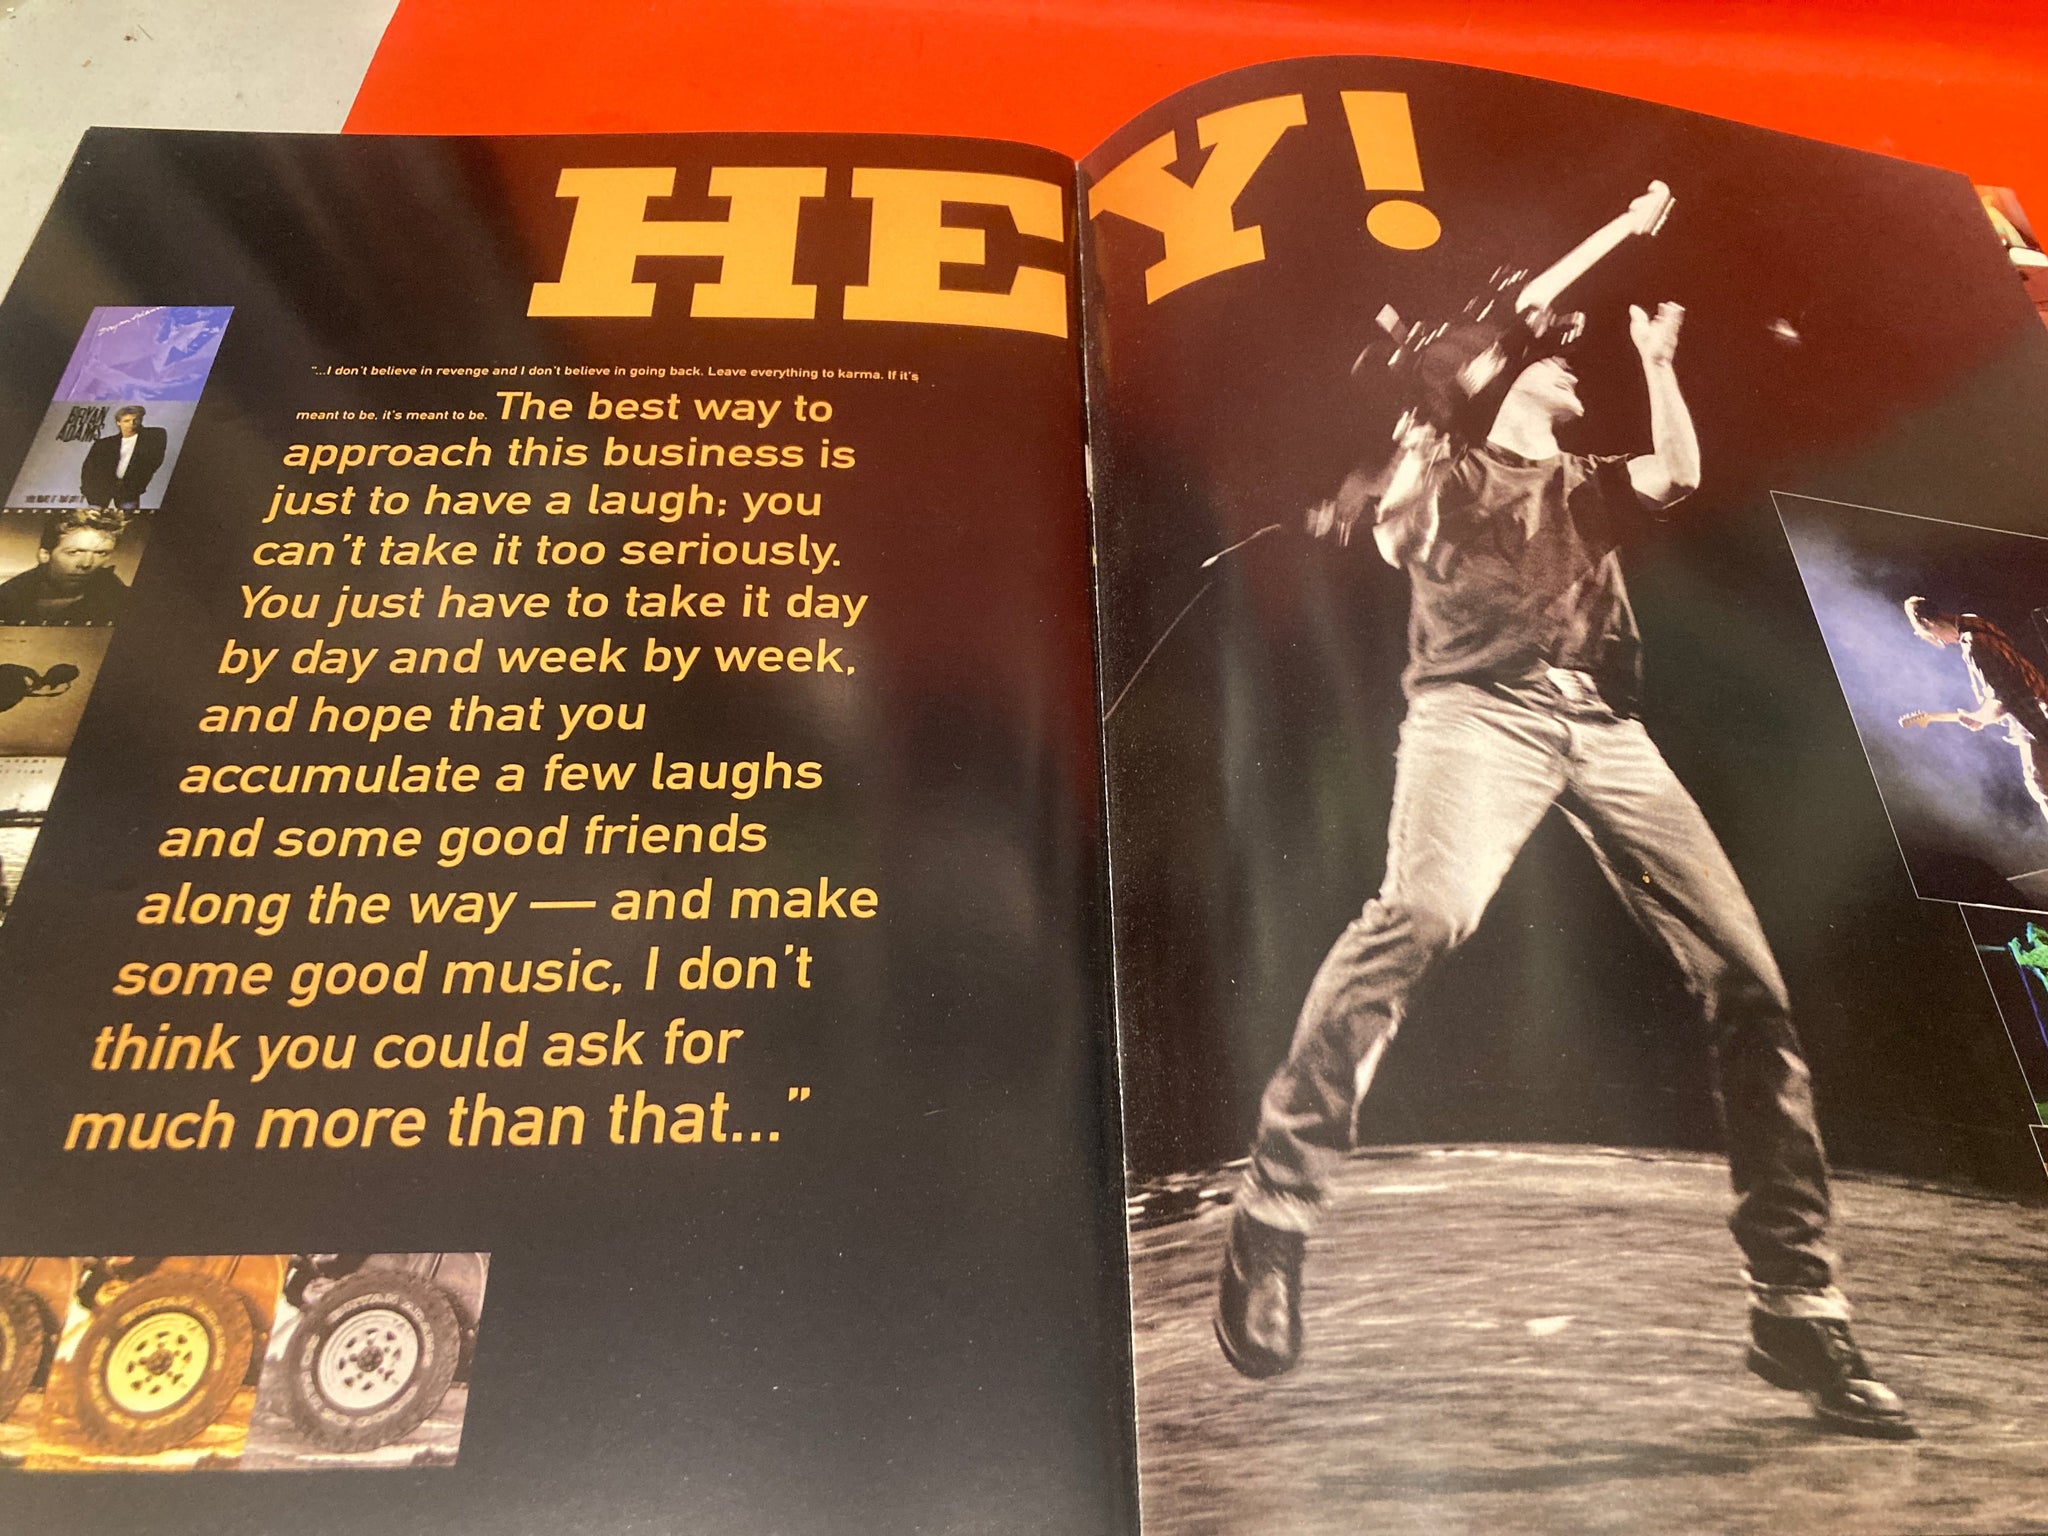 HEY!
"...I don't believe in revenge and I don't believe in going back. Leave everything to karma. If it's
meant to be, it's meant to be. The best way to
approach this business is
just to have a laugh; you
can't take it too seriously.
You just have to take it day
by day and week by week,
and hope that you
accumulate a few laughs
and some good friends
along the way — and make
some good music, I don't
think you could ask for
much more than that..."
BRYAN
ADAMS